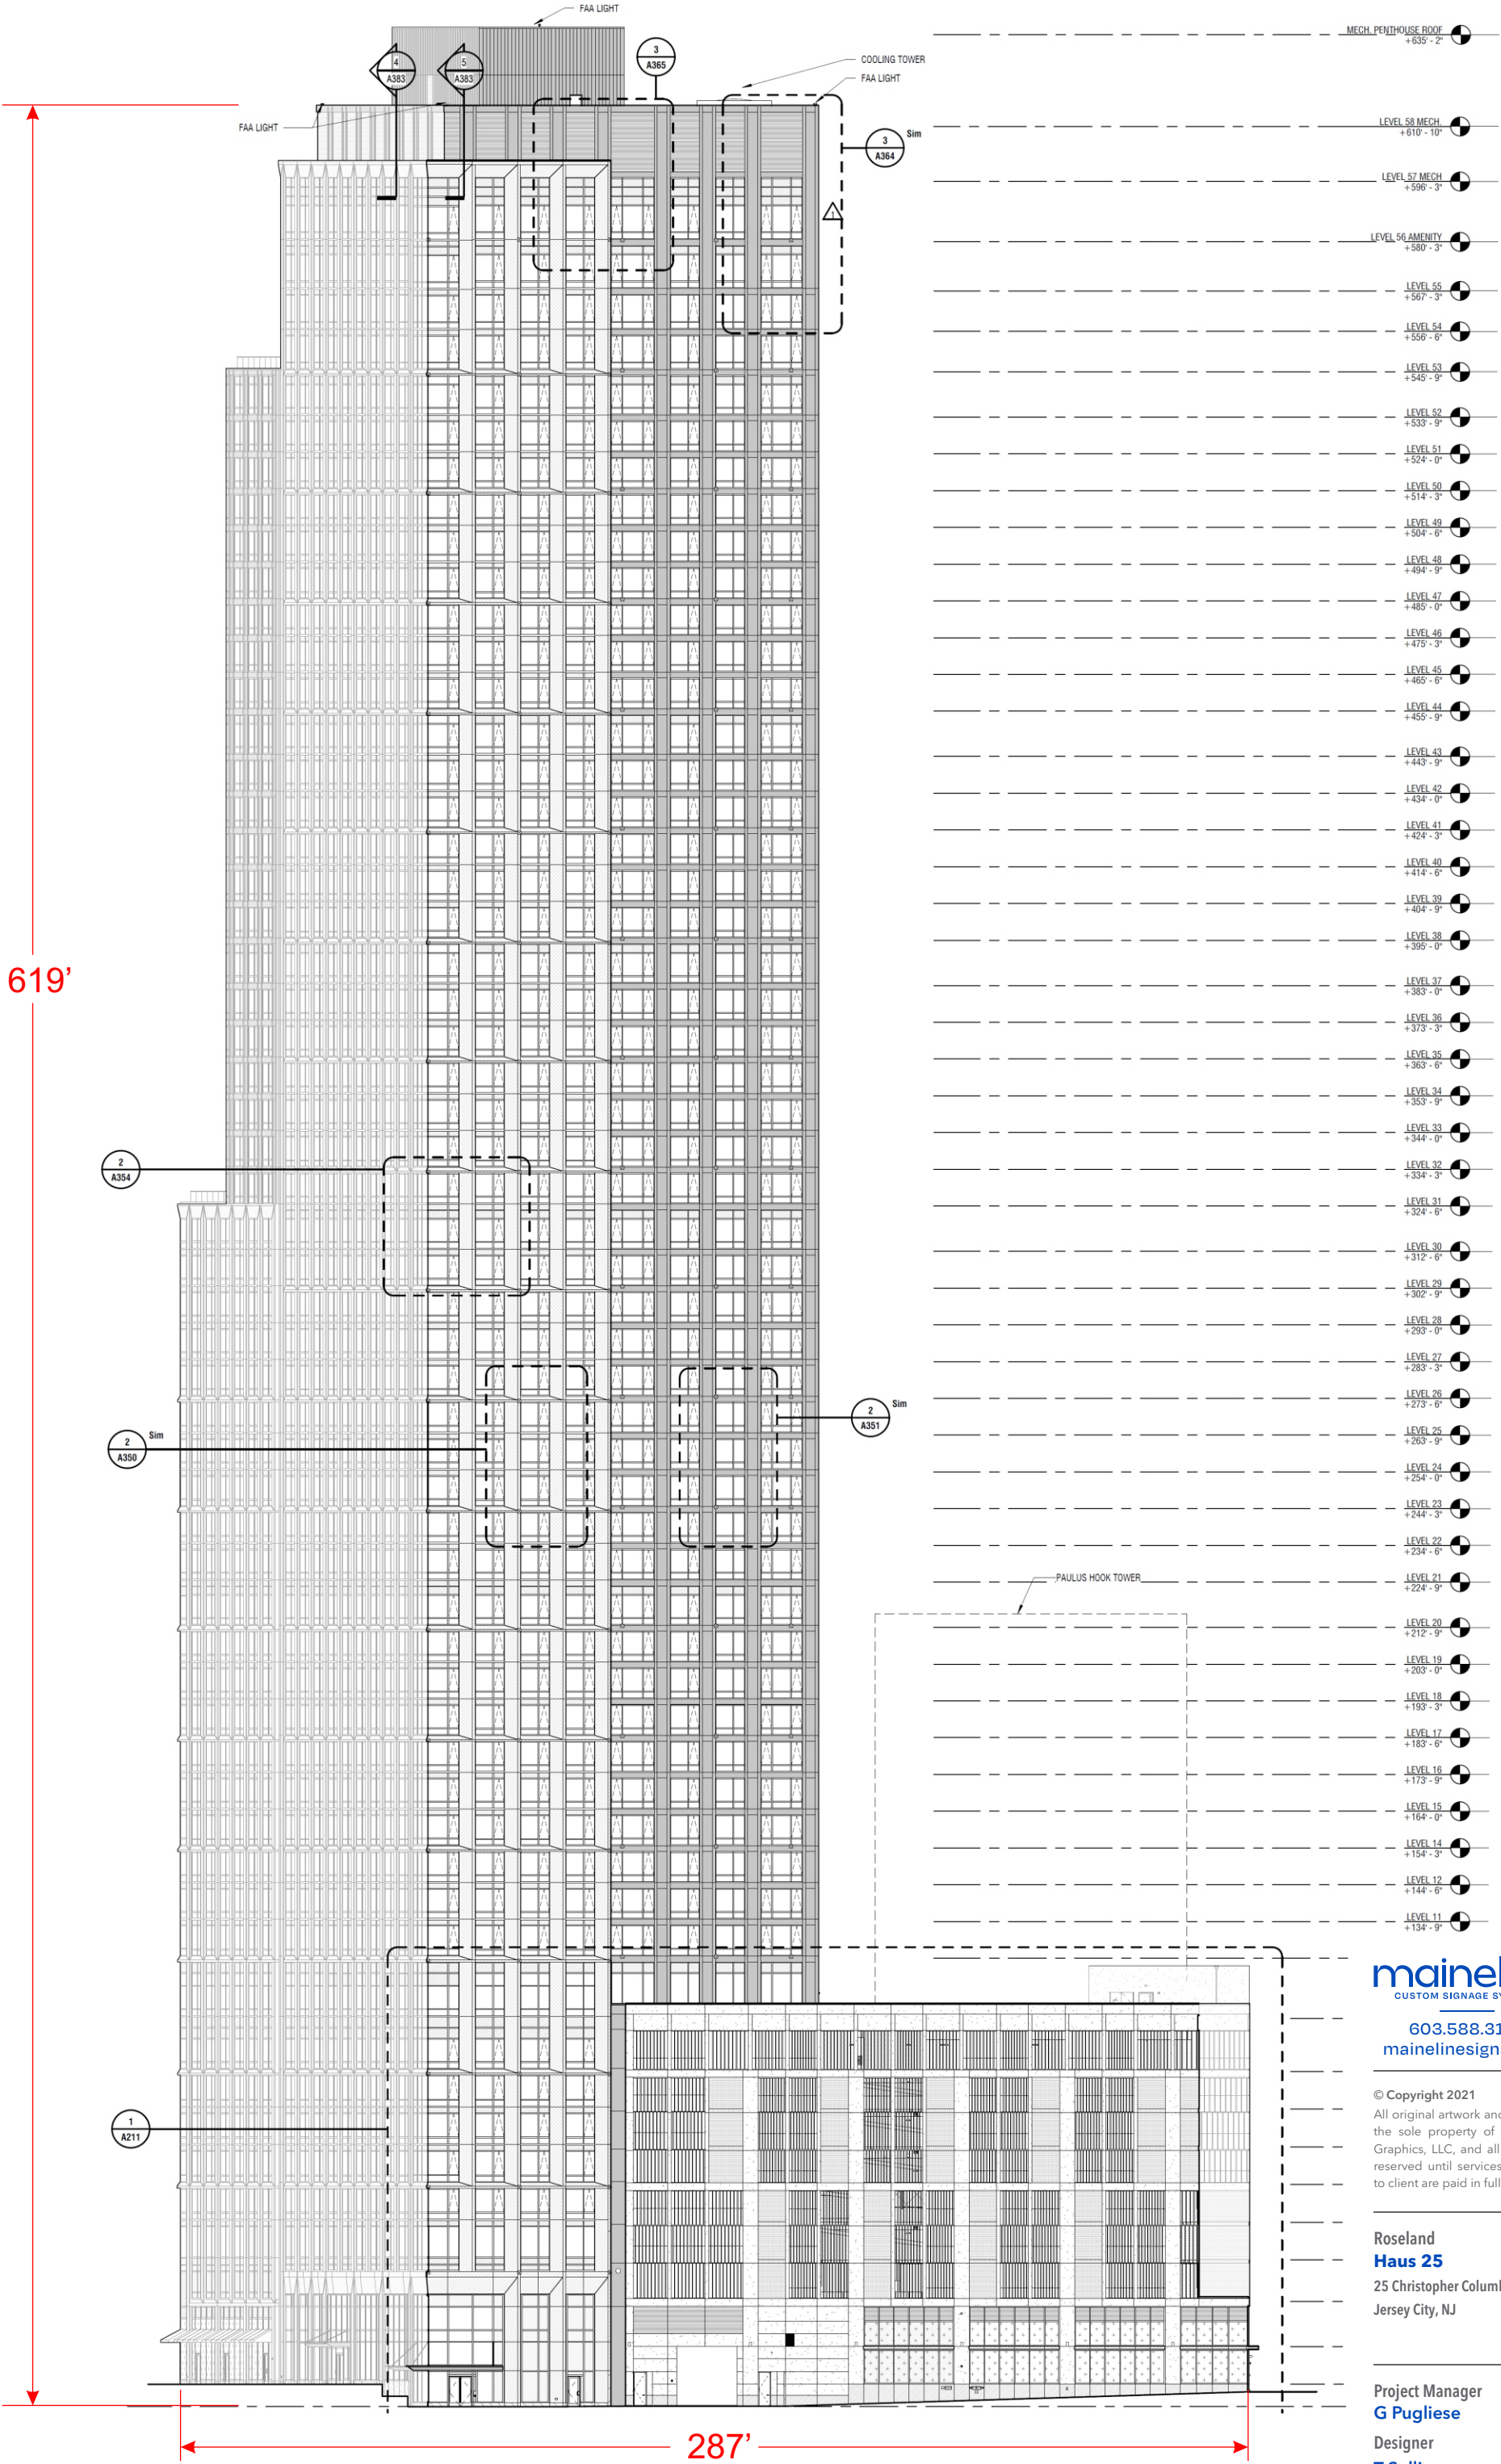 FAA LIGHT
MECH. PENTHOUSE ROOF
+635' - 2"
4
A383
5
A383
3
A365
COOLING TOWER
FAA LIGHT
FAA LIGHT
LEVEL 58 MECH.
+610' - 10"
3
A364
Sim
LEVEL 57 MECH
+596' - 3"
1
LEVEL 56 AMENITY
+580' - 3"
LEVEL 55
+567' - 3"
LEVEL 54
+556' - 6"
LEVEL 53
+545' - 9"
LEVEL 52
+533' - 9"
LEVEL 51
+524' - 0"
LEVEL 50
+514' - 3"
LEVEL 49
+504' - 6"
LEVEL 48
+494' - 9"
LEVEL 47
+485' - 0"
LEVEL 46
+475' - 3"
LEVEL 45
+465' - 6"
LEVEL 44
+455' - 9"
LEVEL 43
+443' - 9"
LEVEL 42
+434' - 0"
LEVEL 41
+424' - 3"
LEVEL 40
+414' - 6"
LEVEL 39
+404' - 9"
LEVEL 38
+395' - 0"
619’
LEVEL 37
+383' - 0"
LEVEL 36
+373' - 3"
LEVEL 35
+363' - 6"
LEVEL 34
+353' - 9"
LEVEL 33
+344' - 0"
2
A354
LEVEL 32
+334' - 3"
LEVEL 31
+324' - 6"
LEVEL 30
+312' - 6"
LEVEL 29
+302' - 9"
LEVEL 28
+293' - 0"
LEVEL 27
+283' - 3"
LEVEL 26
+273' - 6"
2
A351
Sim
LEVEL 25
+263' - 9"
2
A350
Sim
LEVEL 24
+254' - 0"
LEVEL 23
+244' - 3"
LEVEL 22
+234' - 6"
PAULUS HOOK TOWER
LEVEL 21
+224' - 9"
LEVEL 20
+212' - 9"
LEVEL 19
+203' - 0"
LEVEL 18
+193' - 3"
LEVEL 17
+183' - 6"
LEVEL 16
+173' - 9"
LEVEL 15
+164' - 0"
LEVEL 14
+154' - 3"
LEVEL 12
+144' - 6"
LEVEL 11
+134' - 9"
mainel
CUSTOM SIGNAGE SY
603.588.31
mainelinesign
© Copyright 2021
All original artwork and
the sole property of
Graphics, LLC, and all
reserved until services
to client are paid in full
1
A211
Roseland
Haus 25
25 Christopher Columb
Jersey City, NJ
Project Manager
G Pugliese
Designer
287’